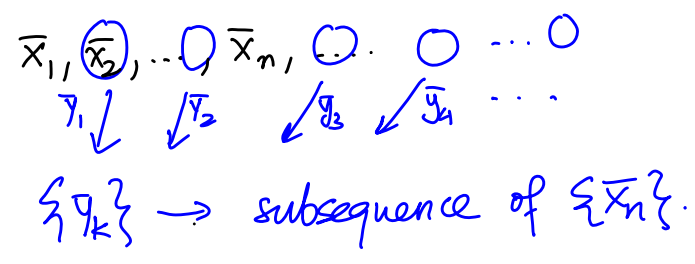 x̄₁, x̄₂, ..., x̄ₙ, ... ...
ȳ₁ ȳ₂ ȳ₃ ȳ₄ ...
{ȳₖ} → subsequence of {x̄ₙ}.